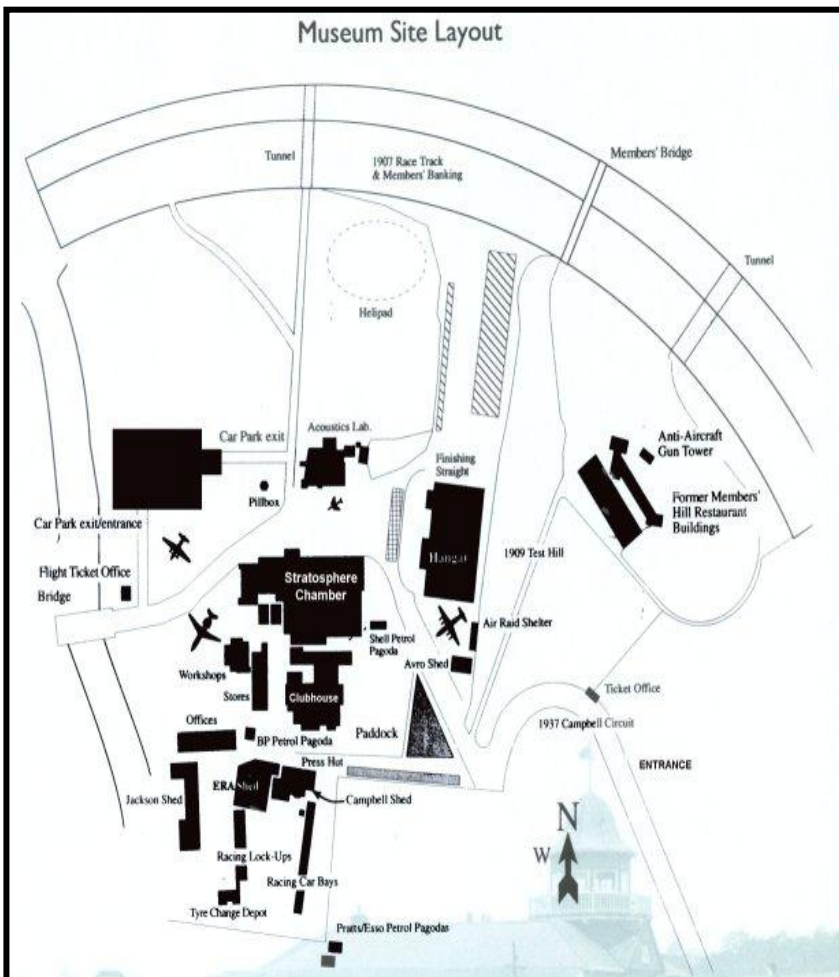 Museum Site Layout
Tunnel
1907 Race Track
& Members' Banking
Members' Bridge
Tunnel
Helipad
Car Park exit
Acoustics Lab.
Finishing
Straight
Anti-Aircraft
Gun Tower
Pillbox
Former Members'
Hill Restaurant
Buildings
Car Park exit/entrance
Hangar
1909 Test Hill
Flight Ticket Office
Stratosphere
Chamber
Bridge
Shell Petrol
Pagoda
Air Raid Shelter
Avro Shed
Workshops
Stores
Clubhouse
Ticket Office
Offices
Paddock
1937 Campbell Circuit
BP Petrol Pagoda
Press Hut
ENTRANCE
Jackson Shed
ERA Shed
Campbell Shed
N
W
Racing Lock-Ups
Racing Car Bays
Tyre Change Depot
Pratts/Esso Petrol Pagodas